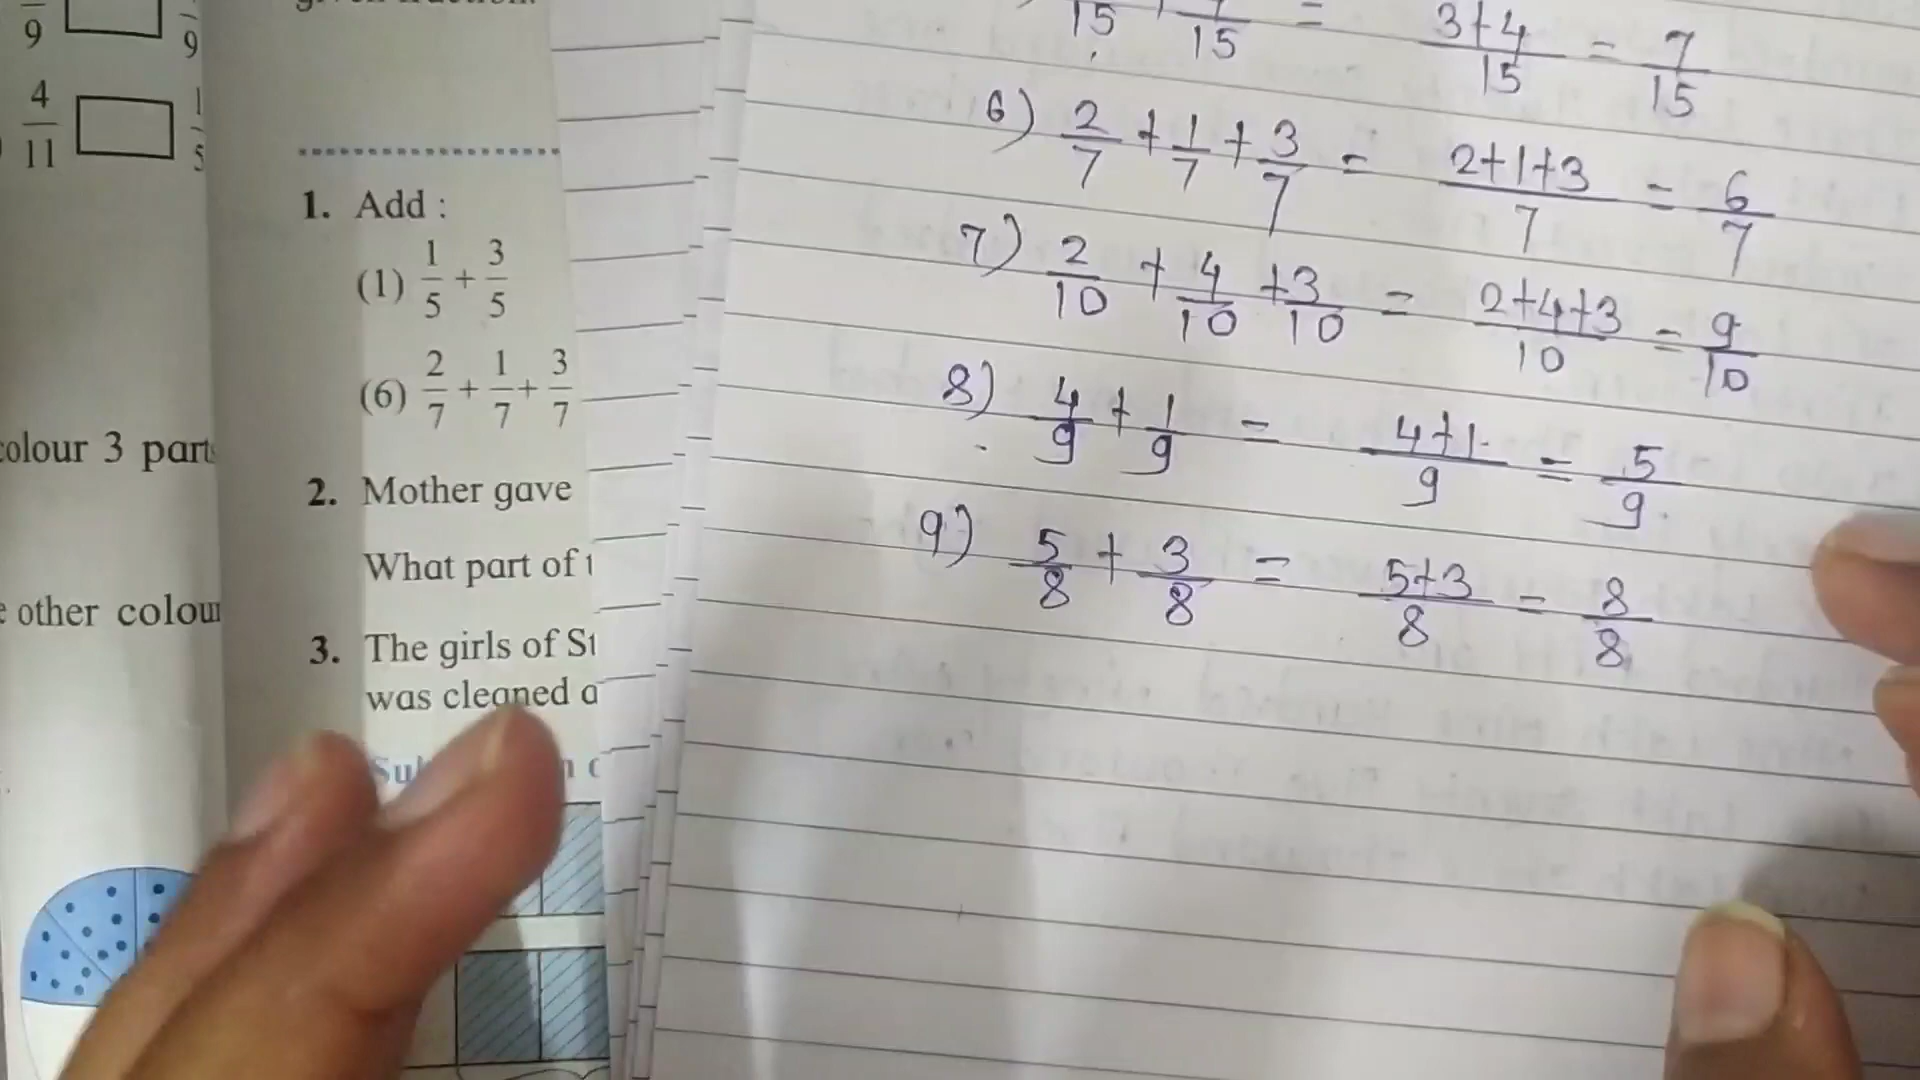 9 9
4/11 1/5
colour 3 parts
other colour
1. Add :
(1) 1/5 + 3/5
(6) 2/7 + 1/7 + 3/7
2. Mother gave
What part of
3. The girls of
was cleaned
15 15 = 3+4/15 = 7/15
6) 2/7 + 1/7 + 3/7 = 2+1+3/7 = 6/7
7) 2/10 + 4/10 + 3/10 = 2+4+3/10 = 9/10
8) 4/9 + 1/9 = 4+1/9 = 5/9
9) 5/8 + 3/8 = 5+3/8 = 8/8